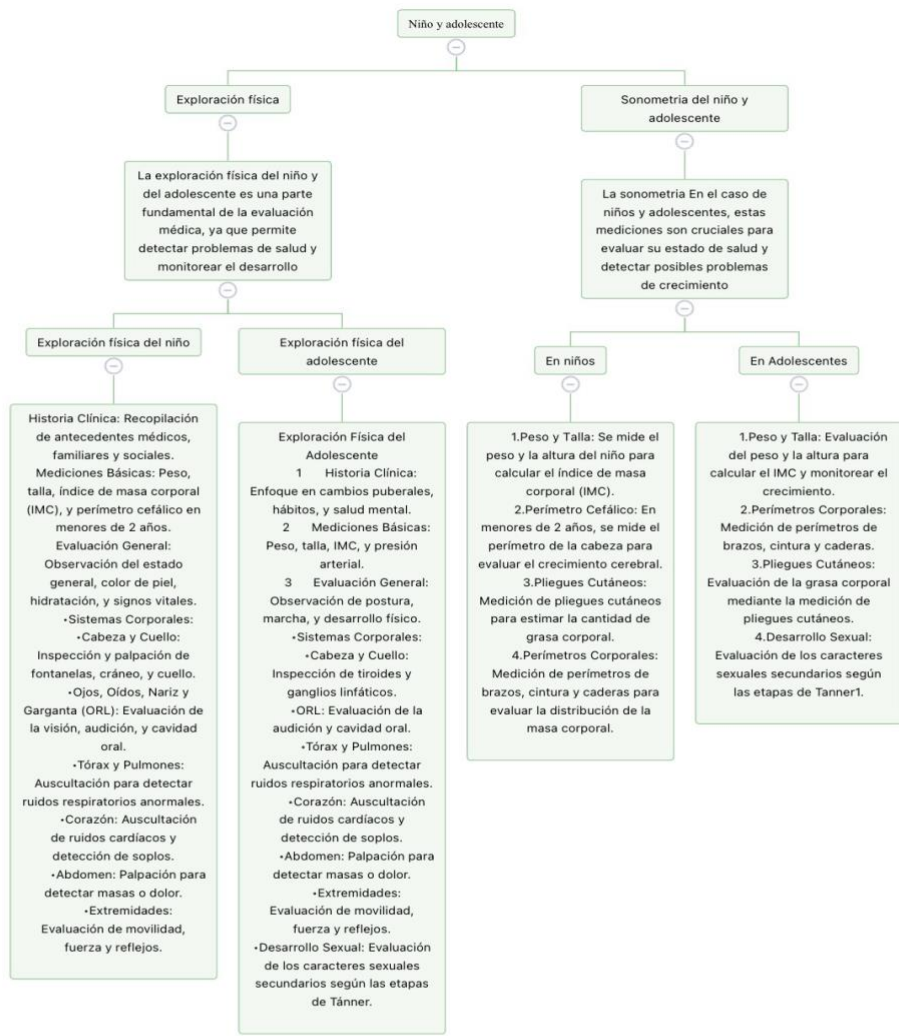 Niño y adolescente
Exploración física
La exploración física del niño y
del adolescente es una parte
fundamental de la evaluación
médica, ya que permite
detectar problemas de salud y
monitorear el desarrollo
Exploración física del niño
Historia Clínica: Recopilación
de antecedentes médicos,
familiares y sociales.
Mediciones Básicas: Peso,
talla, índice de masa corporal
(IMC), y perímetro cefálico en
menores de 2 años.
Evaluación General:
Observación del estado
general, color de piel,
hidratación, y signos vitales.
•Sistemas Corporales:
•Cabeza y Cuello:
Inspección y palpación de
fontanelas, cráneo, y cuello.
•Ojos, Oídos, Nariz y
Garganta (ORL): Evaluación de
la visión, audición, y cavidad
oral.
•Tórax y Pulmones:
Auscultación para detectar
ruidos respiratorios anormales.
•Corazón: Auscultación
de ruidos cardíacos y
detección de soplos.
•Abdomen: Palpación para
detectar masas o dolor.
•Extremidades:
Evaluación de movilidad,
fuerza y reflejos.
Exploración física del
adolescente
Exploración Física del
Adolescente
1 Historia Clínica:
Enfoque en cambios puberales,
hábitos, y salud mental.
2 Mediciones Básicas:
Peso, talla, IMC, y presión
arterial.
3 Evaluación General:
Observación de postura,
marcha, y desarrollo físico.
•Sistemas Corporales:
•Cabeza y Cuello:
Inspección de tiroides y
ganglios linfáticos.
•ORL: Evaluación de la
audición y cavidad oral.
•Tórax y Pulmones:
Auscultación para detectar
ruidos respiratorios anormales.
•Corazón: Auscultación
de ruidos cardíacos y
detección de soplos.
•Abdomen: Palpación para
detectar masas o dolor.
•Extremidades:
Evaluación de movilidad,
fuerza y reflejos.
•Desarrollo Sexual: Evaluación
de los caracteres sexuales
secundarios según las etapas
de Tánner.
Sonometria del niño y
adolescente
La sonometria En el caso de
niños y adolescentes, estas
mediciones son cruciales para
evaluar su estado de salud y
detectar posibles problemas
de crecimiento
En niños
1.Peso y Talla: Se mide el
peso y la altura del niño para
calcular el índice de masa
corporal (IMC).
2.Perímetro Cefálico: En
menores de 2 años, se mide el
perímetro de la cabeza para
evaluar el crecimiento cerebral.
3.Pliegues Cutáneos:
Medición de pliegues cutáneos
para estimar la cantidad de
grasa corporal.
4.Perímetros Corporales:
Medición de perímetros de
brazos, cintura y caderas para
evaluar la distribución de la
masa corporal.
En Adolescentes
1.Peso y Talla: Evaluación
del peso y la altura para
calcular el IMC y monitorear el
crecimiento.
2.Perímetros Corporales:
Medición de perímetros de
brazos, cintura y caderas.
3.Pliegues Cutáneos:
Evaluación de la grasa corporal
mediante la medición de
pliegues cutáneos.
4.Desarrollo Sexual:
Evaluación de los caracteres
sexuales secundarios según
las etapas de Tanner1.